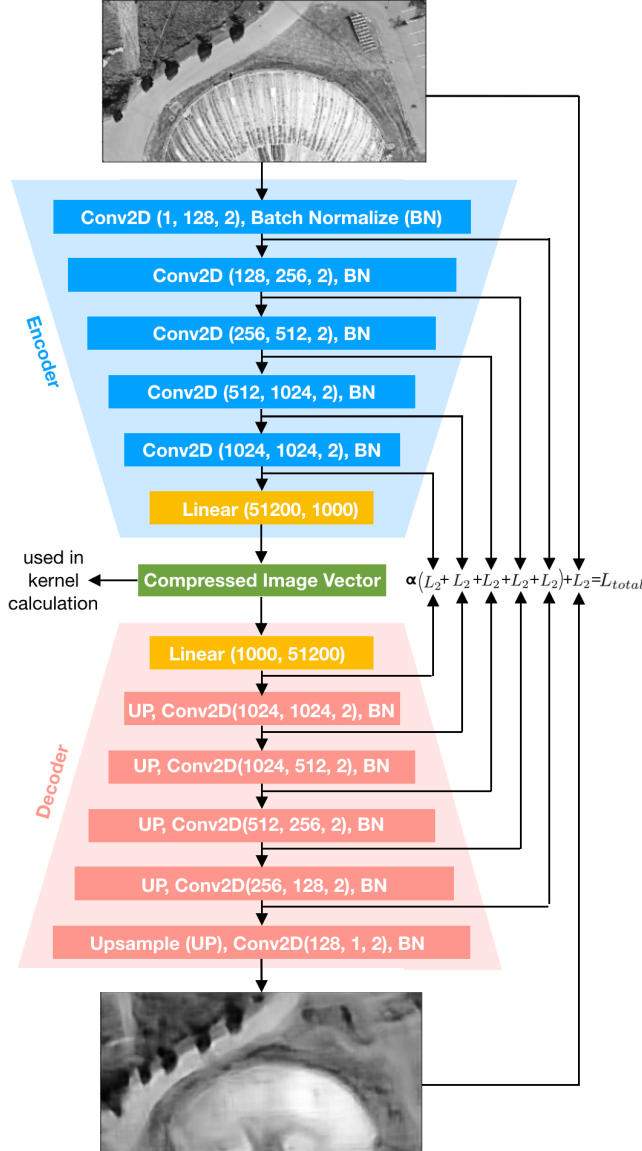 Conv2D (1, 128, 2), Batch Normalize (BN)
Conv2D (128, 256, 2), BN
Conv2D (256, 512, 2), BN
Conv2D (512, 1024, 2), BN
Conv2D (1024, 1024, 2), BN
Linear (51200, 1000)
Encoder
used in
kernel
calculation
Compressed Image Vector
α(L₂+L₂+L₂+L₂+L₂)+L₂=L_total
Linear (1000, 51200)
UP, Conv2D(1024, 1024, 2), BN
UP, Conv2D(1024, 512, 2), BN
UP, Conv2D(512, 256, 2), BN
UP, Conv2D(256, 128, 2), BN
Upsample (UP), Conv2D(128, 1, 2), BN
Decoder